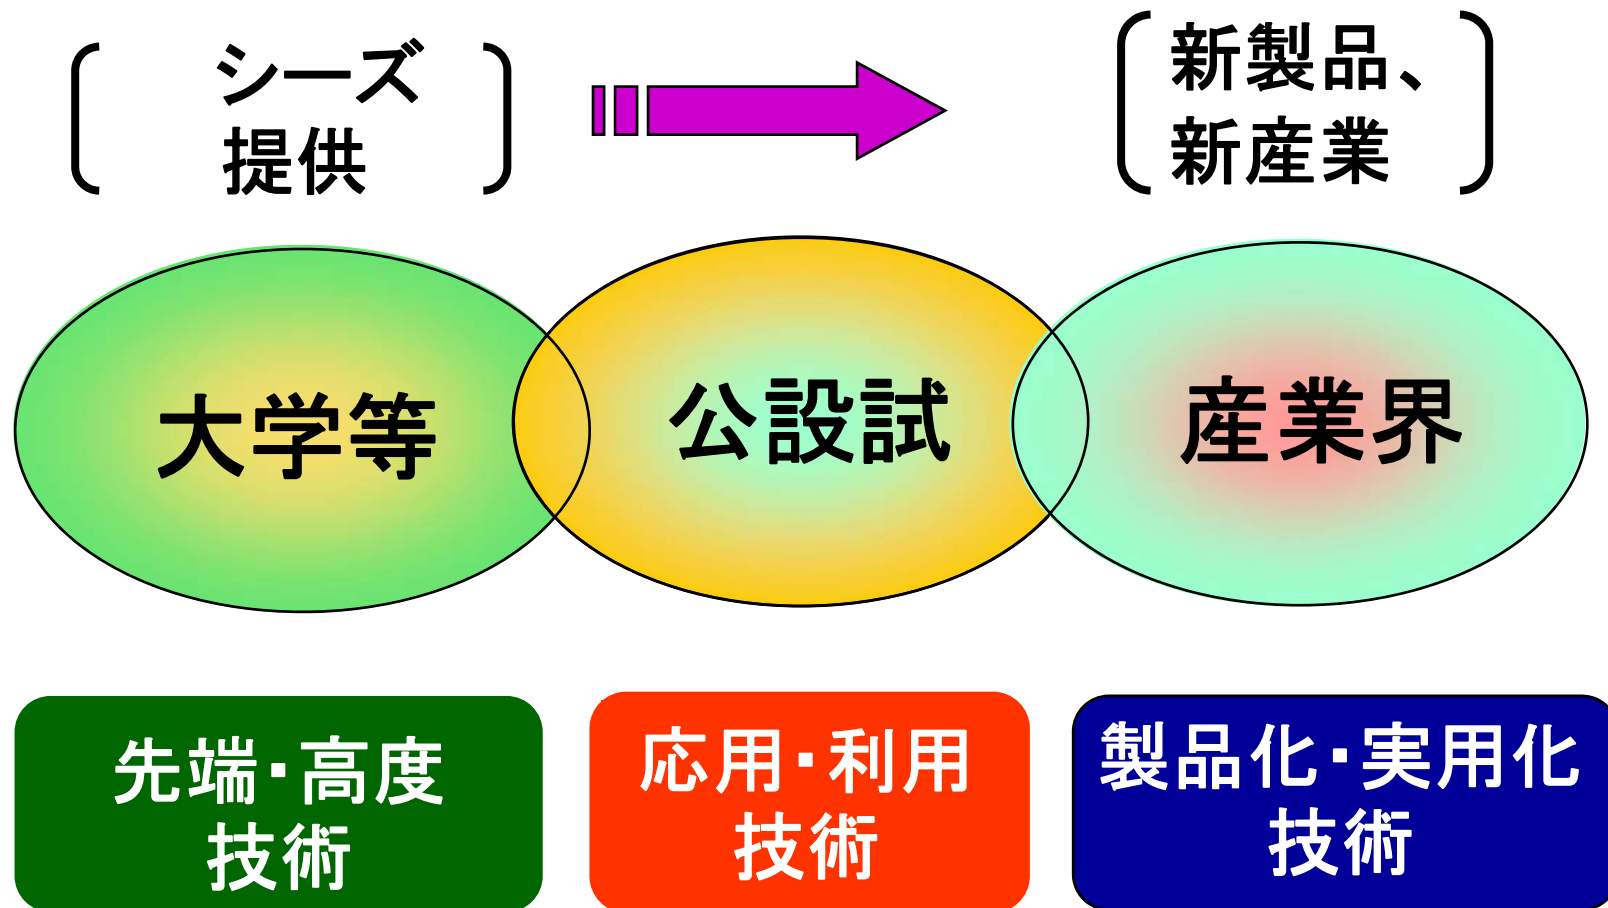 シーズ
提供
新製品、
新産業
大学等
公設試
産業界
先端・高度
技術
応用・利用
技術
製品化・実用化
技術